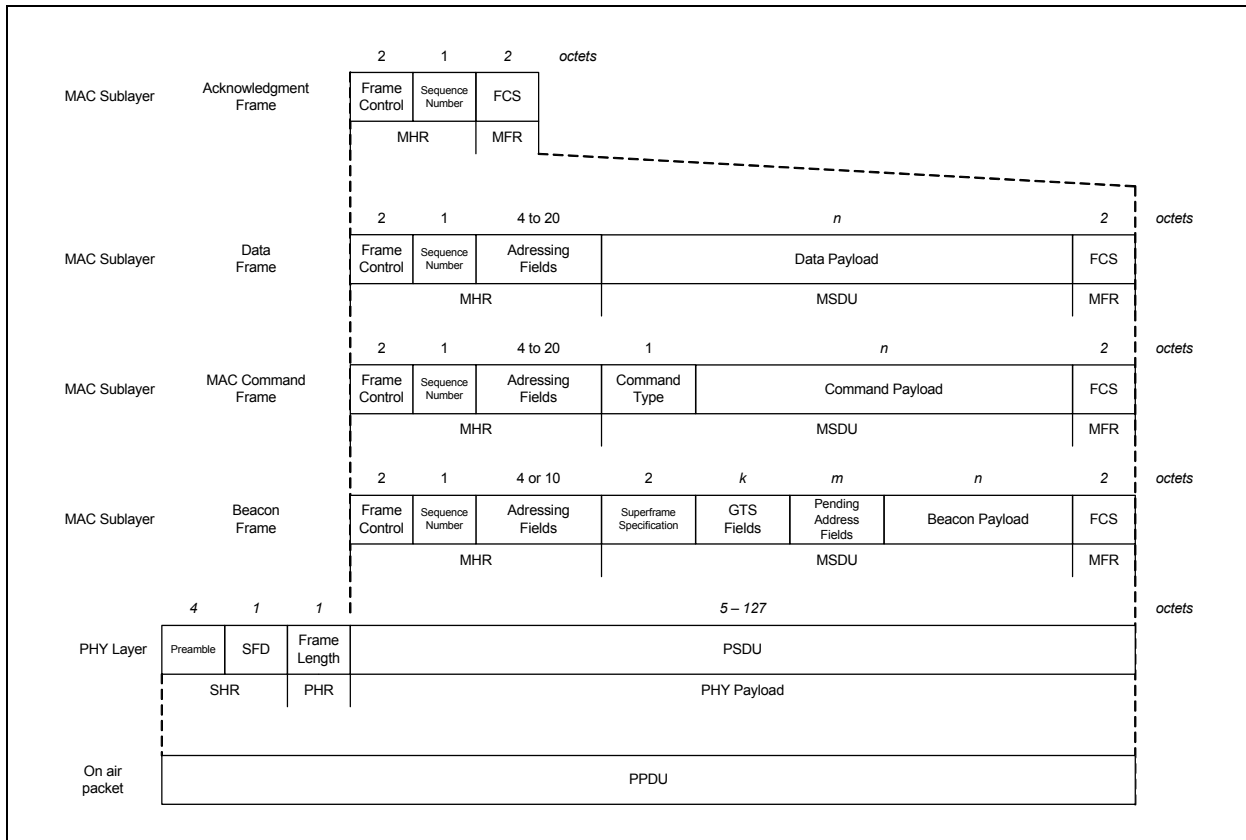 2 1 2 octets
MAC Sublayer Acknowledgment Frame Frame Control Sequence Number FCS
MHR MFR
2 1 4 to 20 n 2 octets
MAC Sublayer Data Frame Frame Control Sequence Number Adressing Fields Data Payload FCS
MHR MSDU MFR
2 1 4 to 20 1 n 2 octets
MAC Sublayer MAC Command Frame Frame Control Sequence Number Adressing Fields Command Type Command Payload FCS
MHR MSDU MFR
2 1 4 or 10 2 k m n 2 octets
MAC Sublayer Beacon Frame Frame Control Sequence Number Adressing Fields Superframe Specification GTS Fields Pending Address Fields Beacon Payload FCS
MHR MSDU MFR
4 1 1 5 – 127 octets
PHY Layer Preamble SFD Frame Length PSDU
SHR PHR PHY Payload
On air packet PPDU